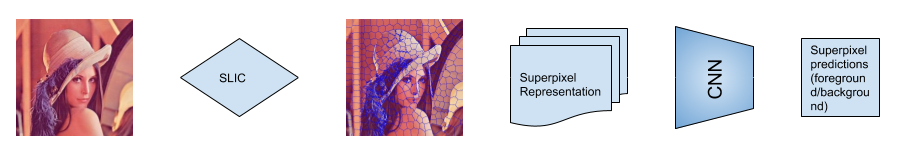 SLIC
Superpixel
Representation
CNN
Superpixel
predictions
(foregroun
d/backgrou
nd)